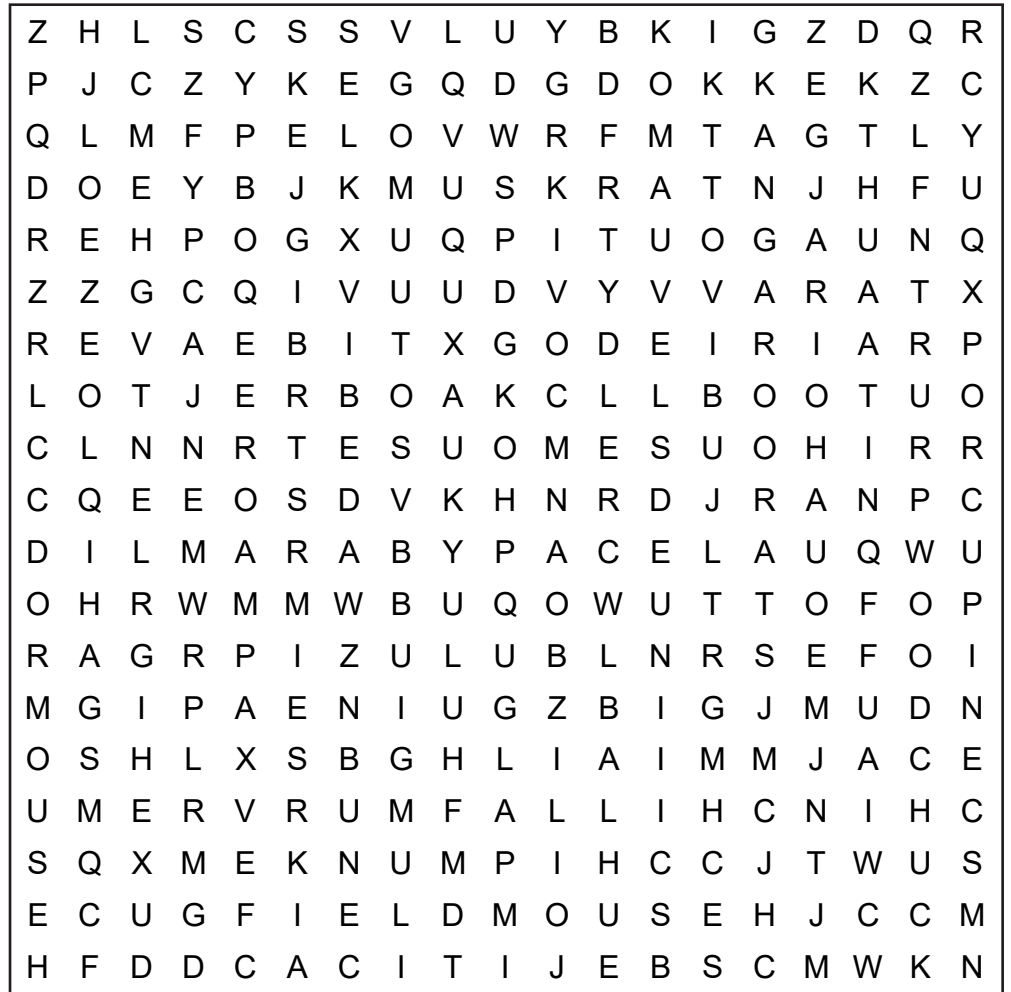 Z H L S C S S V L U Y B K I G Z D Q R
P J C Z Y K E G Q D G D O K K E K Z C
Q L M F P E L O V W R F M T A G T L Y
D O E Y B J K M U S K R A T N J H F U
R E H P O G X U Q P I T U O G A U N Q
Z Z G C Q I V U U D V Y V V A R A T X
R E V A E B I T X G O D E I R I A R P
L O T J E R B O A K C L L B O O T U O
C L N N R T E S U O M E S U O H I R R
C Q E E O S D V K H N R D J R A N P C
D I L M A R A B Y P A C E L A U Q W U
O H R W M M W B U Q O W U T T O F O P
R A G R P I Z U L U B L N R S E F O I
M G I P A E N I U G Z B I G J M U D N
O S H L X S B G H L I A I M M J A C E
U M E R V R U M F A L L I H C N I H C
S Q X M E K N U M P I H C C J T W U S
E C U G F I E L D M O U S E H J C C M
H F D D C A C I T I J E B S C M W K N